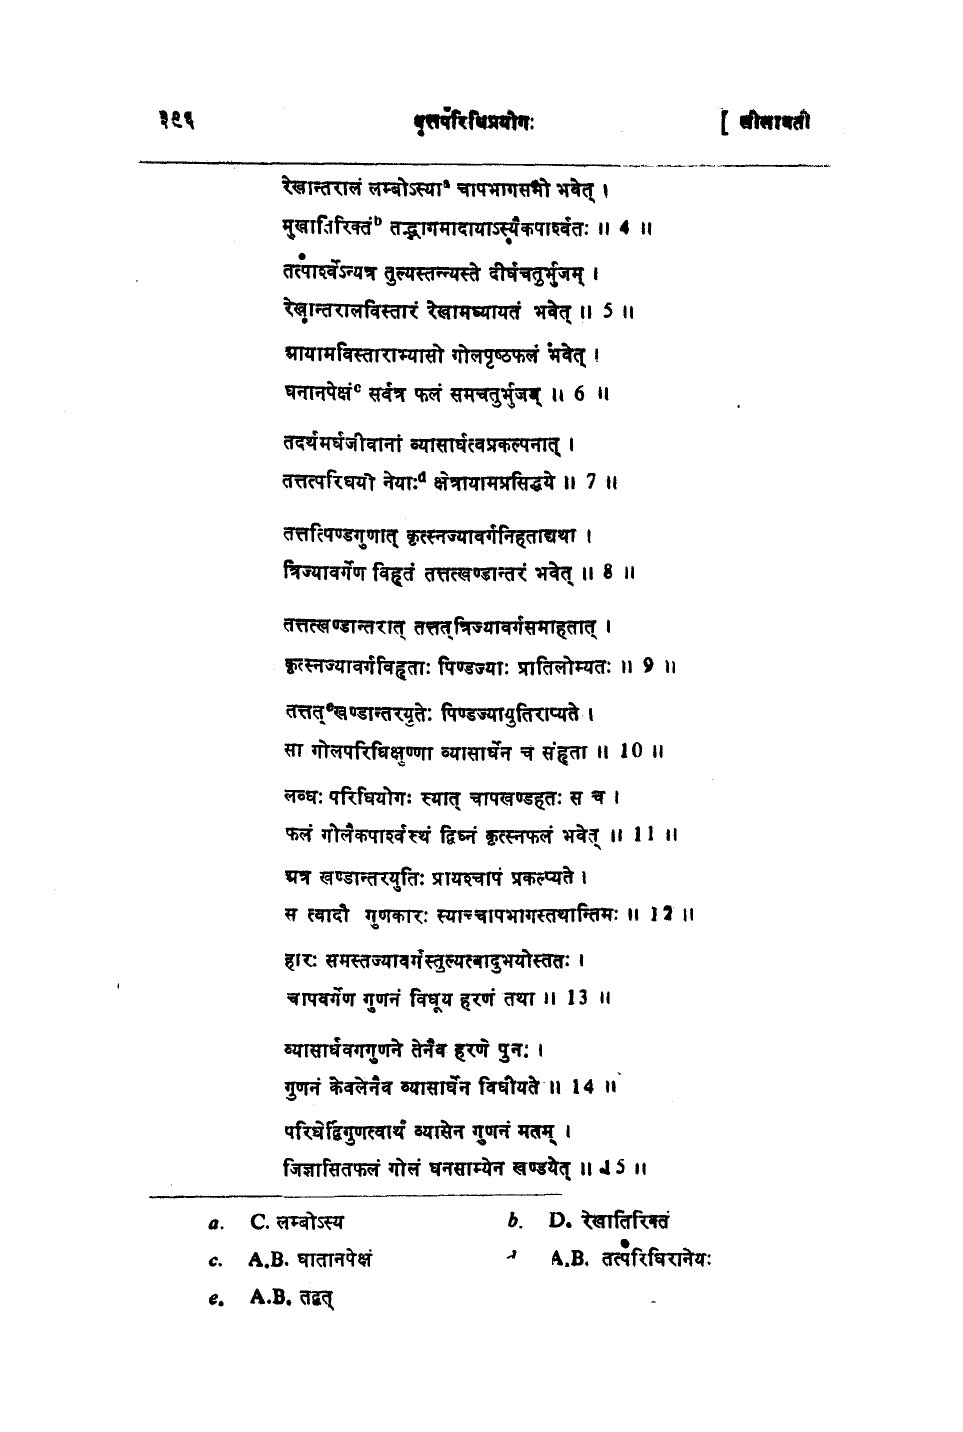 ३९६ वृत्तपरिधिप्रयोगः [ लीलावती
रेखान्तरालं लम्बोऽस्याᵃ चापभागसमो भवेत् ।
मुखातिरिक्तंᵇ तद्भागमादायाऽस्यैकपार्श्वतः ॥ 4 ॥
तत्पार्श्वेऽन्यत्र तुल्यस्तन्न्यस्ते दीर्घचतुर्भुजम् ।
रेखान्तरालविस्तारं रेखामध्यायतं भवेत् ॥ 5 ॥
आयामविस्ताराभ्यासो गोलपृष्ठफलं भवेत् ।
घनानपेक्षंᶜ सर्वत्र फलं समचतुर्भुजम् ॥ 6 ॥
तदर्थमर्धजीवानां व्यासार्धत्वप्रकल्पनात् ।
तत्तत्परिधयो नेयाःᵈ क्षेत्रायामप्रसिद्धये ॥ 7 ॥
तत्तत्पिण्डगुणात् कृत्स्नज्यावर्गनिहताद्यथा ।
त्रिज्यावर्गेण विहृतं तत्तत्खण्डान्तरं भवेत् ॥ 8 ॥
तत्तत्खण्डान्तरात् तत्तत् त्रिज्यावर्गसमाहतात् ।
कृत्स्नज्यावर्गविहृताः पिण्डज्याः प्रातिलोम्यतः ॥ 9 ॥
तत्तत्ᵉखण्डान्तरयुतेः पिण्डज्यायुतिराप्यते ।
सा गोलपरिधिक्षुण्णा व्यासार्धेन च संहृता ॥ 10 ॥
लब्धः परिधियोगः स्यात् चापखण्डहतः स च ।
फलं गोलैकपार्श्वस्थं द्विघ्नं कृत्स्नफलं भवेत् ॥ 11 ॥
अत्र खण्डान्तरयुतिः प्रायश्चापं प्रकल्प्यते ।
स त्वादौ गुणकारः स्याच्चापभागस्तथान्तिमः ॥ 12 ॥
हारः समस्तज्यावर्गस्तुल्यत्वादुभयोस्ततः ।
चापवर्गेण गुणनं विधूय हरणं तथा ॥ 13 ॥
व्यासार्धवगगुणने तेनैव हरणे पुनः ।
गुणनं केवलेनैव व्यासार्धेन विधीयते ॥ 14 ॥
परिधेर्द्विगुणत्वार्थं व्यासेन गुणनं मतम् ।
जिज्ञासितफलं गोलं घनसाम्येन खण्डयेत् ॥ 15 ॥
a. C. लम्बोऽस्य b. D. रेखातिरिक्तं
c. A.B. घातानपेक्षं d A.B. तत्परिधिरानेयः
e. A.B. तद्वत्